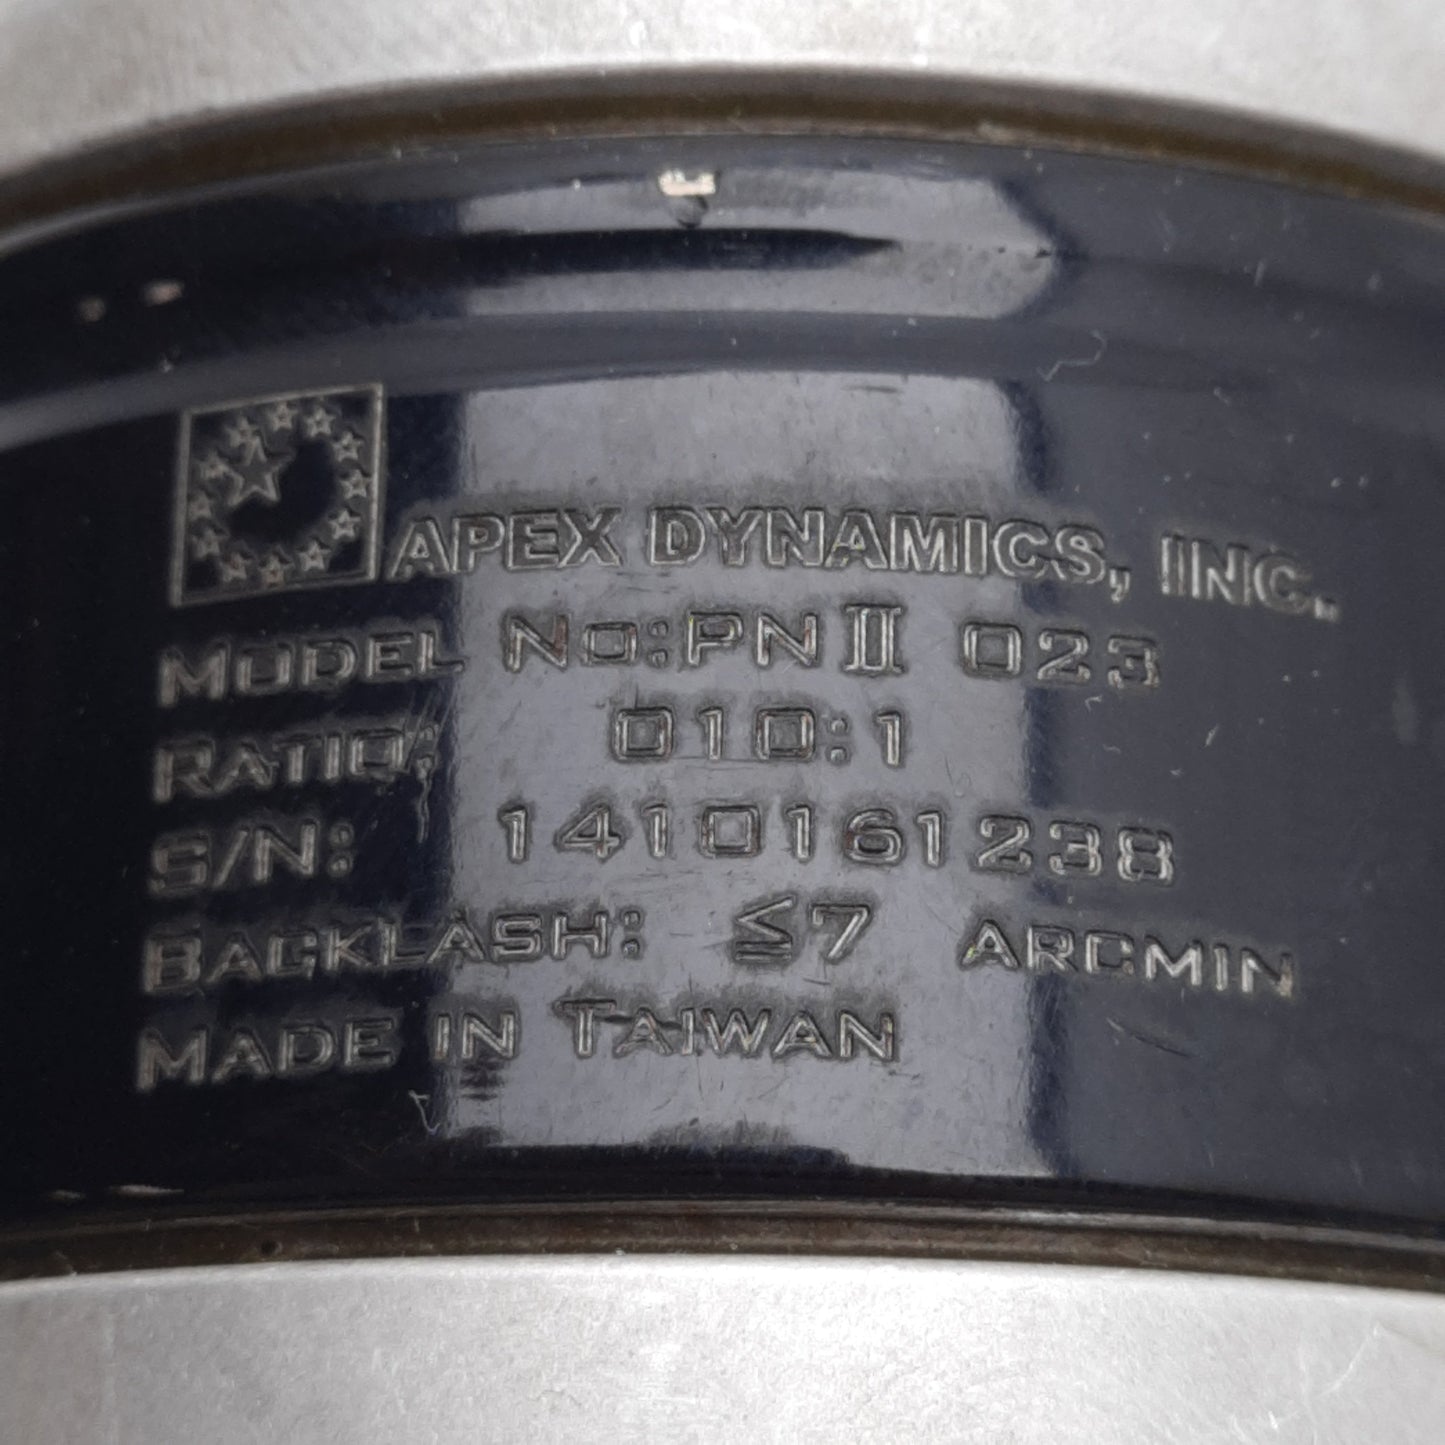 APEX DYNAMICS, INC.
MODEL NO:PNⅡ 023
RATIO: 010:1
S/N: 1410161238
BACKLASH: ≤7 ARCMIN
MADE IN TAIWAN